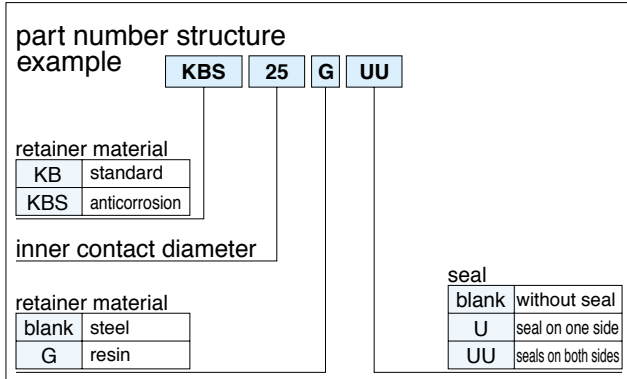 part number structure
example
KBS 25 G UU
retainer material
KB standard
KBS anticorrosion
inner contact diameter
retainer material
blank steel
G resin
seal
blank without seal
U seal on one side
UU seals on both sides